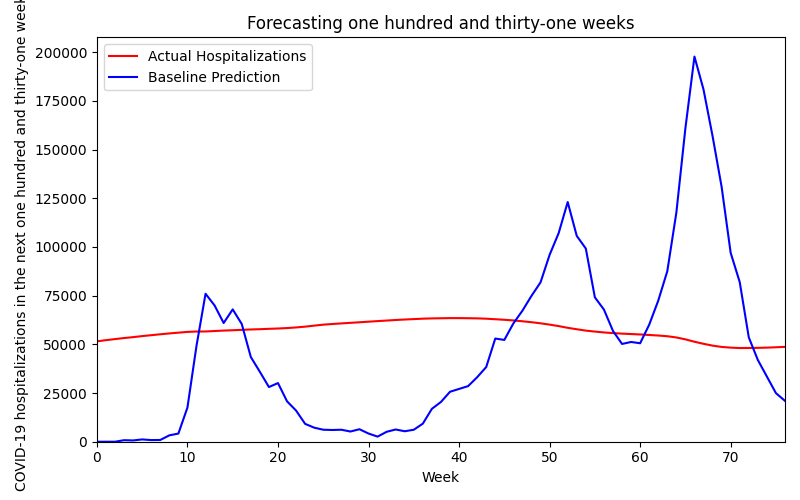 Forecasting one hundred and thirty-one weeks
COVID-19 hospitalizations in the next one hundred and thirty-one week
200000
175000
150000
125000
100000
75000
50000
25000
0
Actual Hospitalizations
Baseline Prediction
0 10 20 30 40 50 60 70
Week